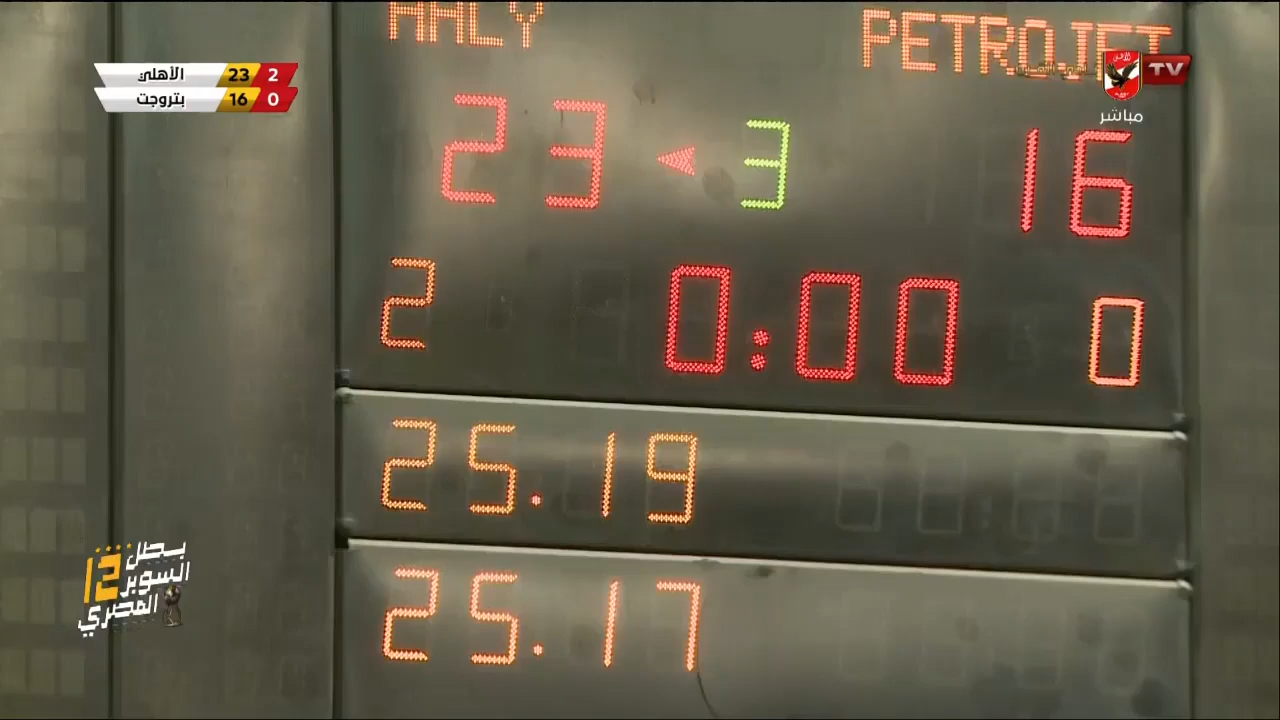 AHLY PETROJET
الأهلي 23 2
بتروجت 16 0
TV
مباشر
23 3 16
2 0:00 0
25.19
25.17
بطل
السوبر 12
المصري